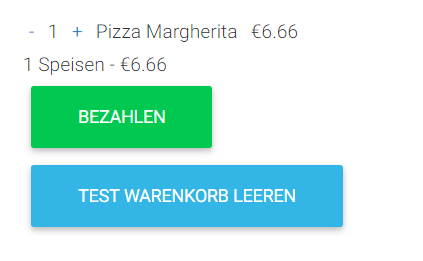 - 1 + Pizza Margherita €6.66
1 Speisen - €6.66
BEZAHLEN
TEST WARENKORB LEEREN